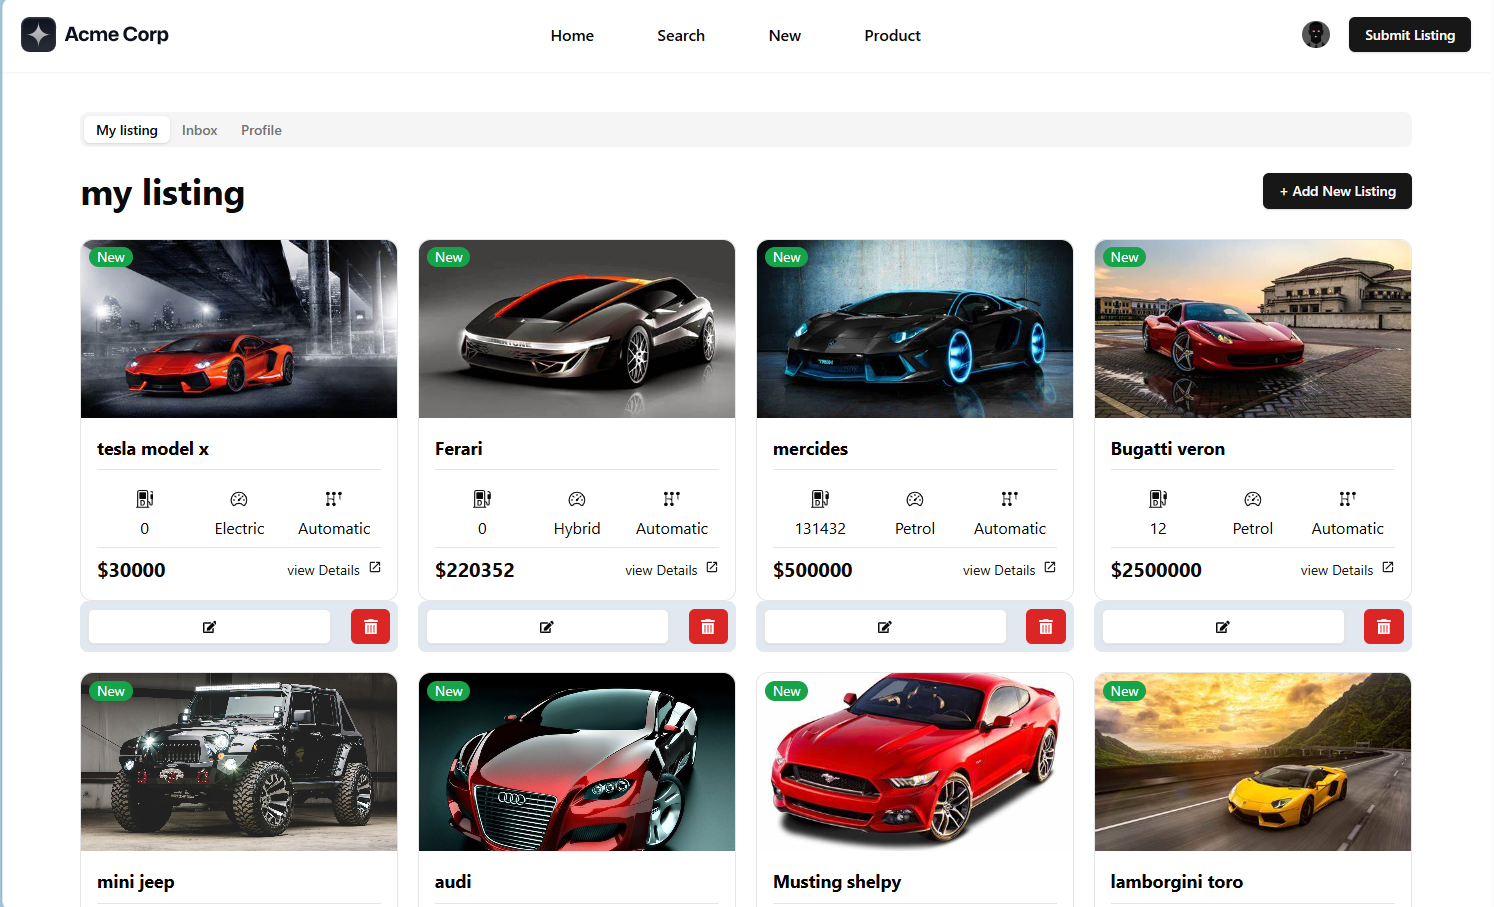 Acme Corp
Home Search New Product
Submit Listing
My listing Inbox Profile
my listing
+ Add New Listing
New New New New
tesla model x Ferari mercides Bugatti veron
0 Electric Automatic 0 Hybrid Automatic 131432 Petrol Automatic 12 Petrol Automatic
$30000 view Details $220352 view Details $500000 view Details $2500000 view Details
New New New New
mini jeep audi Musting shelpy lamborgini toro